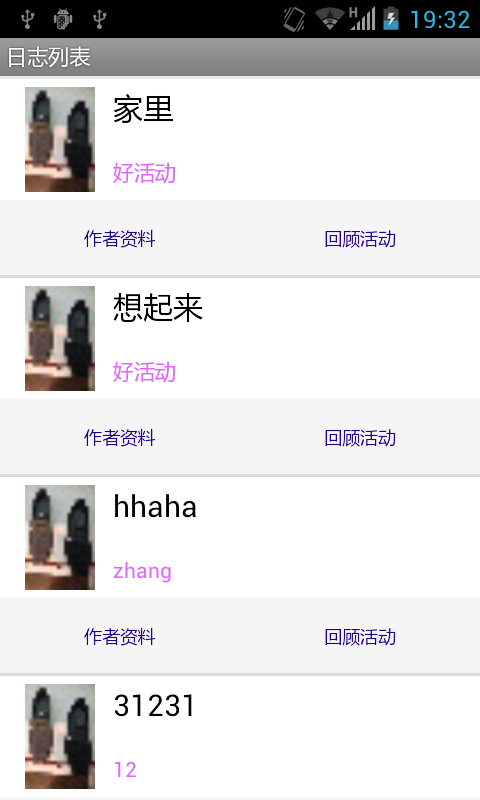 H 19:32
日志列表
家里
好活动
作者资料 回顾活动
想起来
好活动
作者资料 回顾活动
hhaha
zhang
作者资料 回顾活动
31231
12